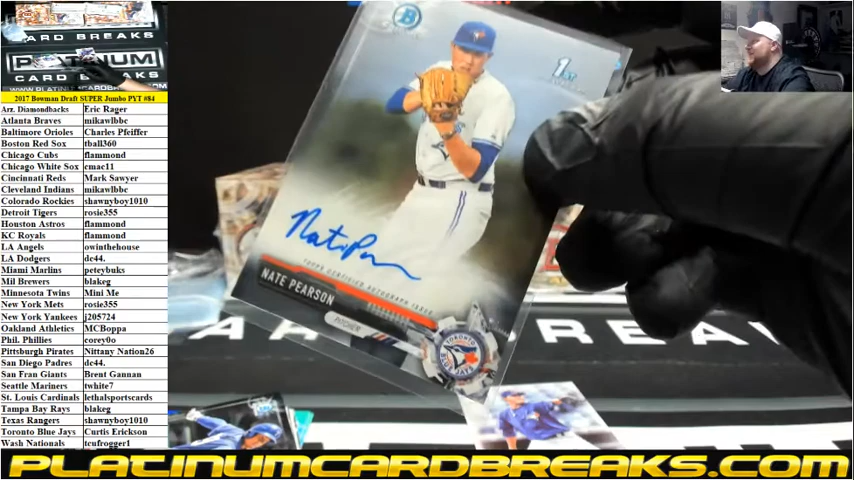 CARD BREAKS
PLATINUM
CARD BREAKS
2017 Bowman Draft SUPER Jumbo PYT #84
Arz. Diamondbacks Eric Rager
Atlanta Braves mikawlbbc
Baltimore Orioles Charles Pfeiffer
Boston Red Sox tball360
Chicago Cubs flammond
Chicago White Sox cmac11
Cincinnati Reds Mark Sawyer
Cleveland Indians mikawlbbc
Colorado Rockies shawnyboy1010
Detroit Tigers rosie355
Houston Astros flammond
KC Royals flammond
LA Angels owinthehouse
LA Dodgers dc44.
Miami Marlins peteybuks
Mil Brewers blakeg
Minnesota Twins Mini Me
New York Mets rosie355
New York Yankees j205724
Oakland Athletics MCBoppa
Phil. Phillies corey0o
Pittsburgh Pirates Nittany Nation26
San Diego Padres dc44.
San Fran Giants Brent Gannan
Seattle Mariners twhite7
St. Louis Cardinals lethalsportscards
Tampa Bay Rays blakeg
Texas Rangers shawnyboy1010
Toronto Blue Jays Curtis Erickson
Wash Nationals tcufrogger1
B
1st
TOPPS CERTIFIED AUTOGRAPH ISSUE
NATE PEARSON
PITCHER
TORONTO
PLATINUMCARDBREAKS.COM